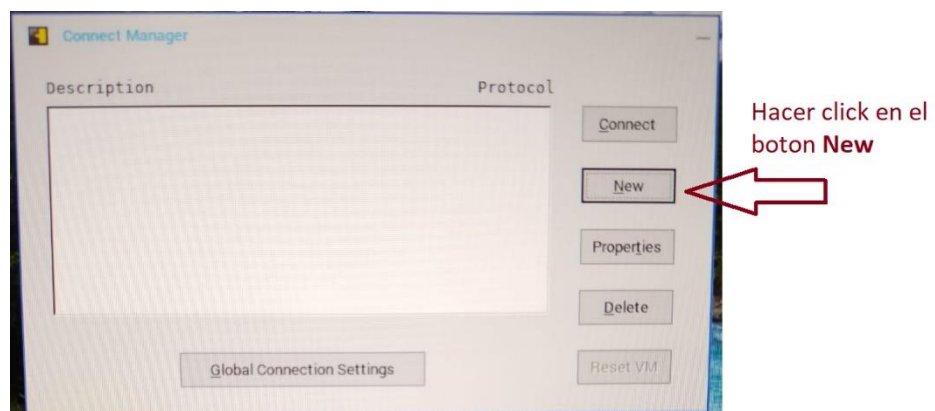 Connect Manager
Description Protocol
Connect
Hacer click en el
boton New
New
Properties
Delete
Global Connection Settings
Reset VM